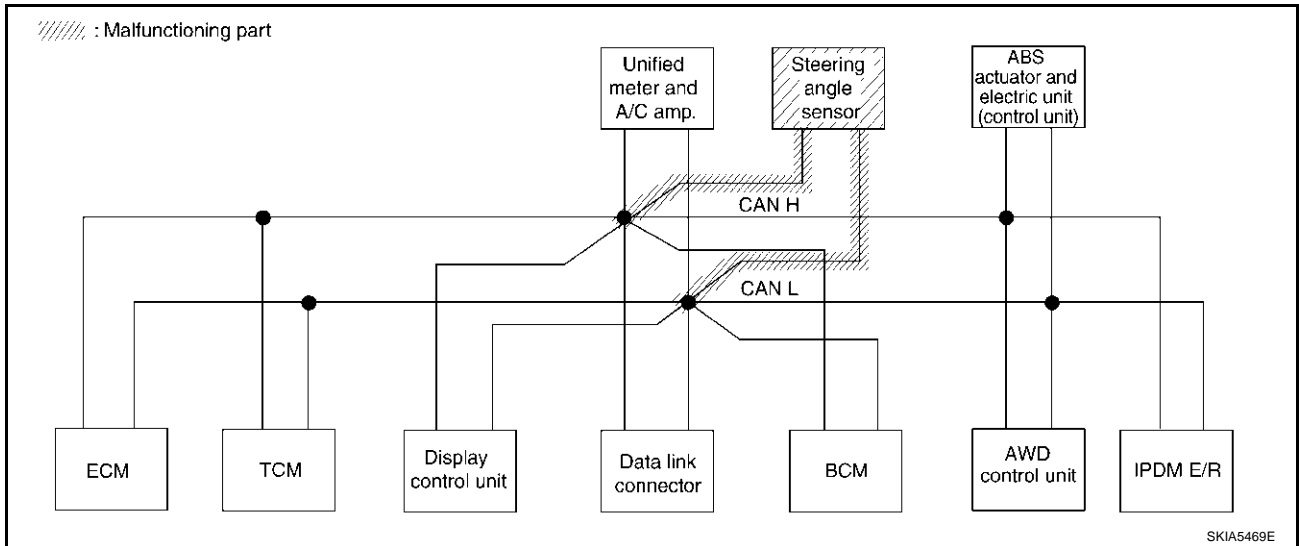 : Malfunctioning part
Unified
meter and
A/C amp.
Steering
angle
sensor
ABS
actuator and
electric unit
(control unit)
CAN H
CAN L
ECM
TCM
Display
control unit
Data link
connector
BCM
AWD
control unit
IPDM E/R
SKIA5469E